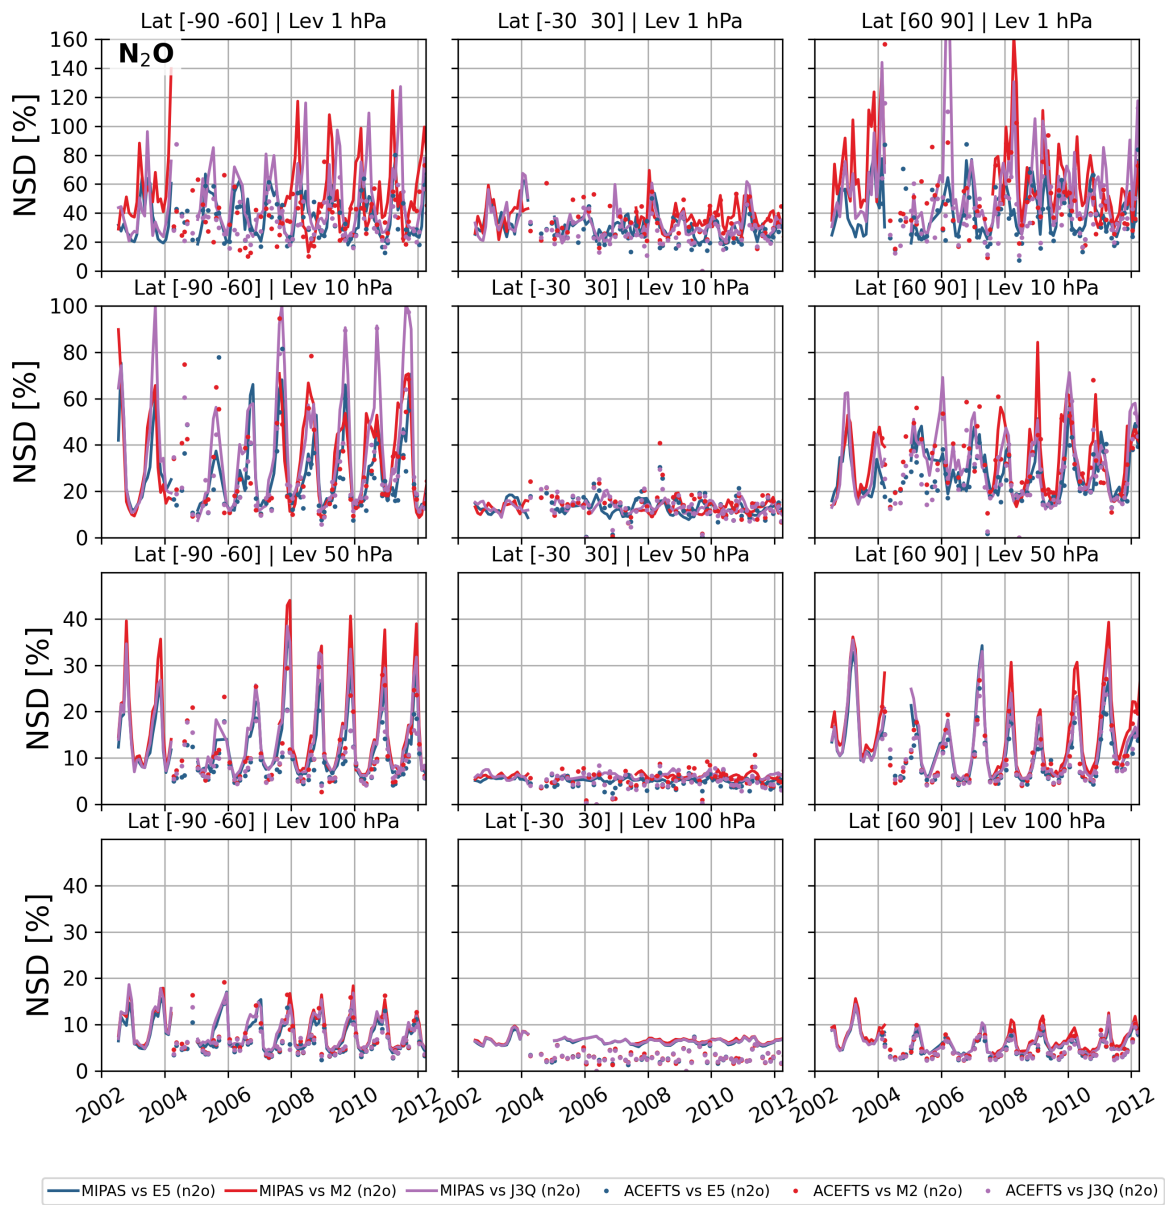 Lat [-90 -60] | Lev 1 hPa
Lat [-30  30] | Lev 1 hPa
Lat [60 90] | Lev 1 hPa
N₂O
NSD [%]
160
140
120
100
80
60
40
20
0
Lat [-90 -60] | Lev 10 hPa
Lat [-30  30] | Lev 10 hPa
Lat [60 90] | Lev 10 hPa
NSD [%]
100
80
60
40
20
0
Lat [-90 -60] | Lev 50 hPa
Lat [-30  30] | Lev 50 hPa
Lat [60 90] | Lev 50 hPa
NSD [%]
40
30
20
10
0
Lat [-90 -60] | Lev 100 hPa
Lat [-30  30] | Lev 100 hPa
Lat [60 90] | Lev 100 hPa
NSD [%]
40
30
20
10
0
2002 2004 2006 2008 2010 2012
2002 2004 2006 2008 2010 2012
2002 2004 2006 2008 2010 2012
MIPAS vs E5 (n2o) MIPAS vs M2 (n2o) MIPAS vs J3Q (n2o) ACEFTS vs E5 (n2o) ACEFTS vs M2 (n2o) ACEFTS vs J3Q (n2o)